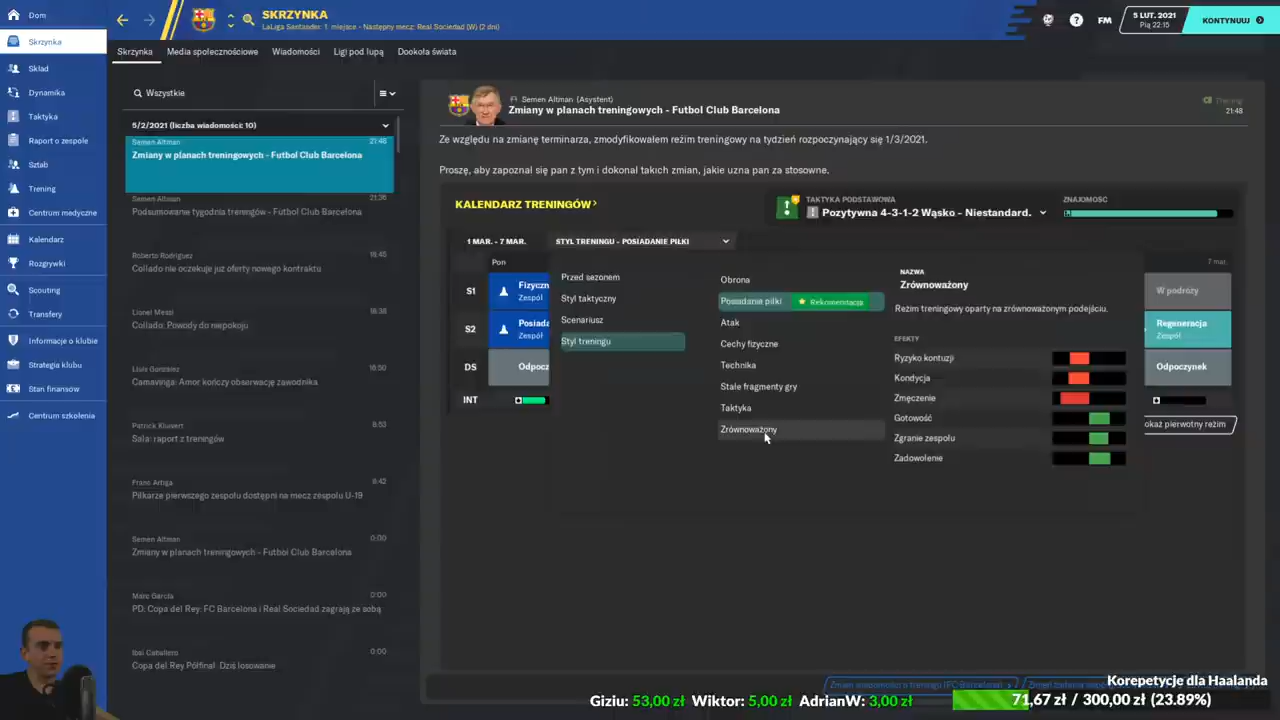 Dom
Skrzynka
Skład
Dynamika
Taktyka
Raport o zespole
Sztab
Trening
Centrum medyczne
Kalendarz
Rozgrywki
Scouting
Transfery
Informacje o klubie
Strategia klubu
Stan finansow
Centrum szkolenia
SKRZYNKA
LaLiga Santander: 1. miejsce - Następny mecz: Real Sociedad (W) (2 dni)
FM
5 LUT. 2021
Pią 22:15
KONTYNUUJ
Skrzynka
Media społecznościowe
Wiadomości
Ligi pod lupą
Dookoła świata
Wszystkie
5/2/2021 (liczba wiadomości: 10)
Semen Altman 21:48
Zmiany w planach treningowych - Futbol Club Barcelona
Semen Altman 21:36
Podsumowanie tygodnia treningów - Futbol Club Barcelona
Roberto Rodríguez 18:45
Collado nie oczekuje już oferty nowego kontraktu
Lionel Messi 18:38
Collado: Powody do niepokoju
Lluís González 16:50
Camavinga: Amor kończy obserwację zawodnika
Patrick Kluivert 8:53
Sala: raport z treningów
Franc Artiga 8:42
Piłkarze pierwszego zespołu dostępni na mecz zespołu U-19
Semen Altman 0:00
Zmiany w planach treningowych - Futbol Club Barcelona
Marc García 0:00
PD: Copa del Rey: FC Barcelona i Real Sociedad zagrają ze sobą
Ibai Caballero 0:00
Copa del Rey Półfinał: Dziś losowanie
Semen Altman (Asystent)
Zmiany w planach treningowych - Futbol Club Barcelona
Trening
21:48
Ze względu na zmianę terminarza, zmodyfikowałem reżim treningowy na tydzień rozpoczynający się 1/3/2021.
Proszę, aby zapoznał się pan z tym i dokonał takich zmian, jakie uzna pan za stosowne.
KALENDARZ TRENINGÓW
TAKTYKA PODSTAWOWA
Pozytywna 4-3-1-2 Wąsko - Niestandard.
ZNAJOMOŚĆ
1 MAR. - 7 MAR.
STYL TRENINGU - POSIADANIE PIŁKI
Pon
7 mar.
S1
Fizyczn
Zespól
S2
Posiada
Zespól
DS
Odpocz
INT
Przed sezonem
Styl taktyczny
Scenariusz
Styl treningu
Obrona
Posiadania piłki
Rekomendacja
Atak
Cechy fizyczne
Technika
Stałe fragmenty gry
Taktyka
Zrównoważony
NAZWA
Zrównoważony
Reżim treningowy oparty na zrównoważonym podejściu.
EFEKTY
Ryzyko kontuzji
Kondycja
Zmęczenie
Gotowość
Zgranie zespołu
Zadowolenie
W podróży
Regeneracja
Zespół
Odpoczynek
okaż pierwotny reżim
Korepetycje dla Haalanda
Giziu: 53,00 zł Wiktor: 5,00 zł AdrianW: 3,00 zł
71,67 zł / 300,00 zł (23.89%)